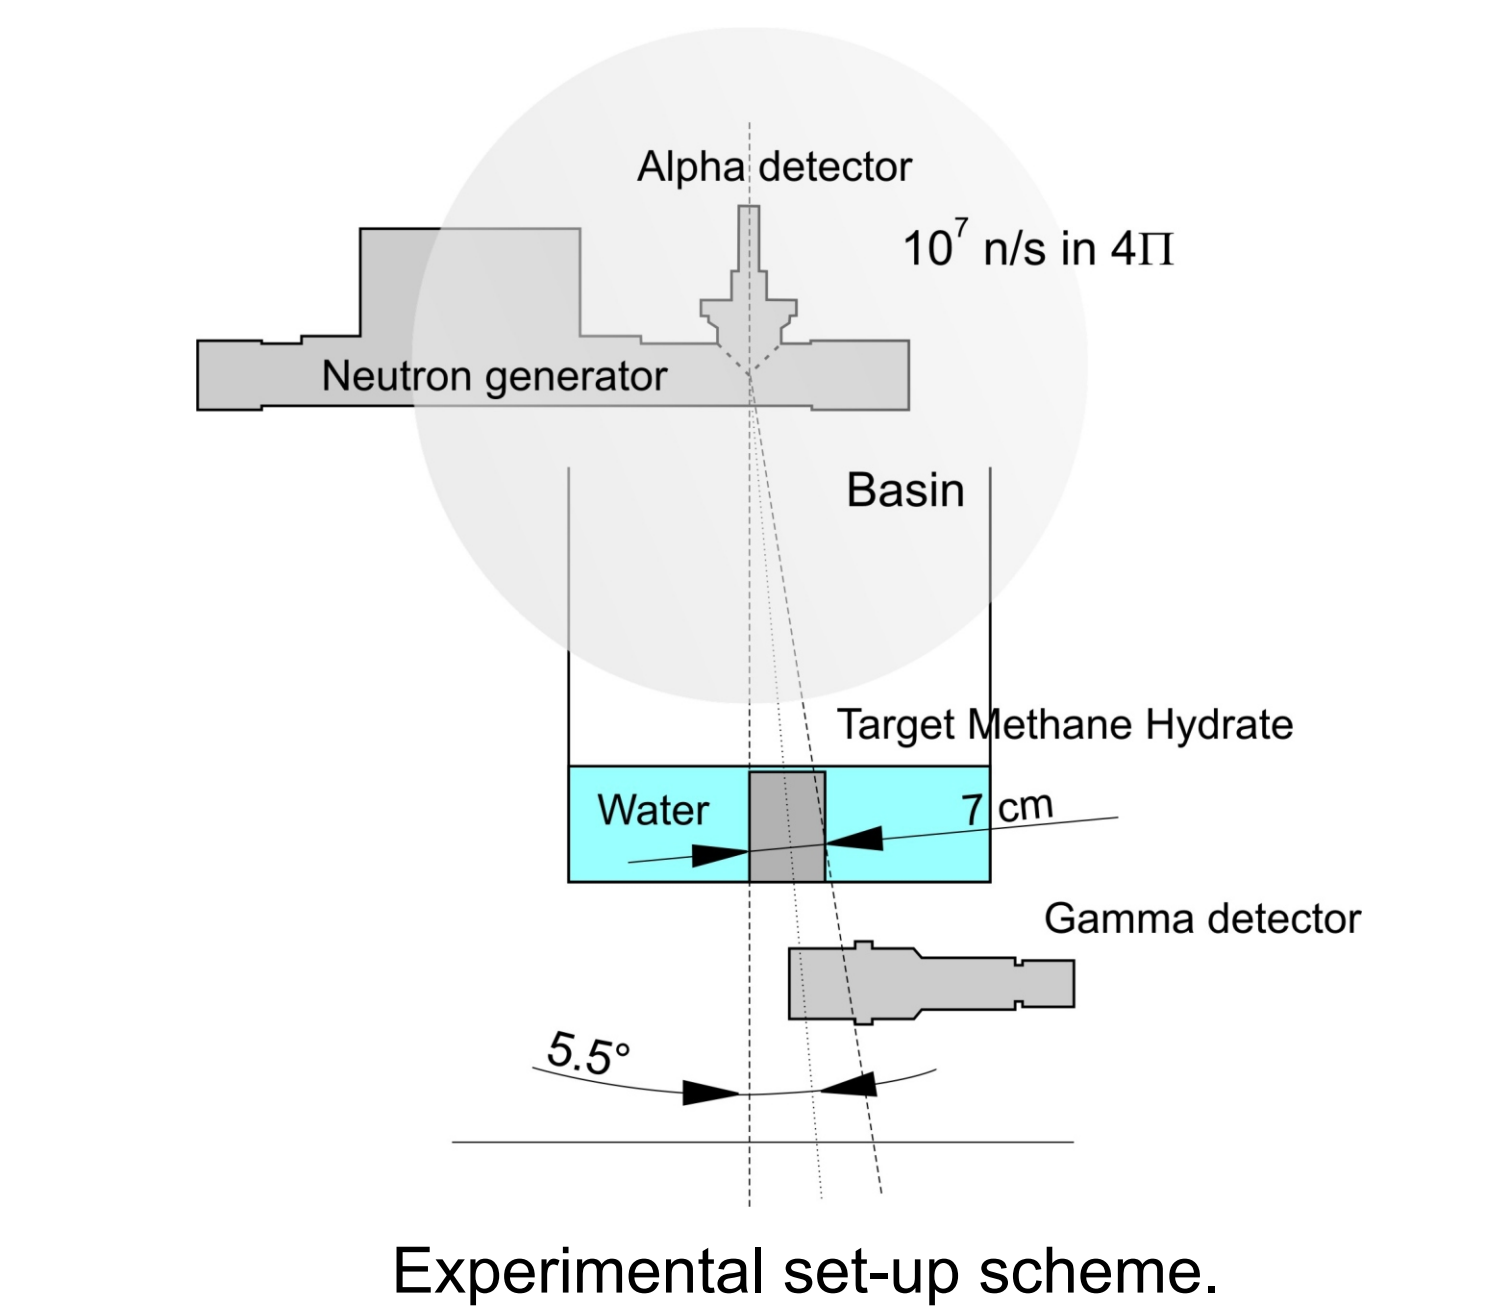 Alpha detector
10⁷ n/s in 4Π
Neutron generator
Basin
Target Methane Hydrate
Water
7 cm
Gamma detector
5.5°
Experimental set-up scheme.